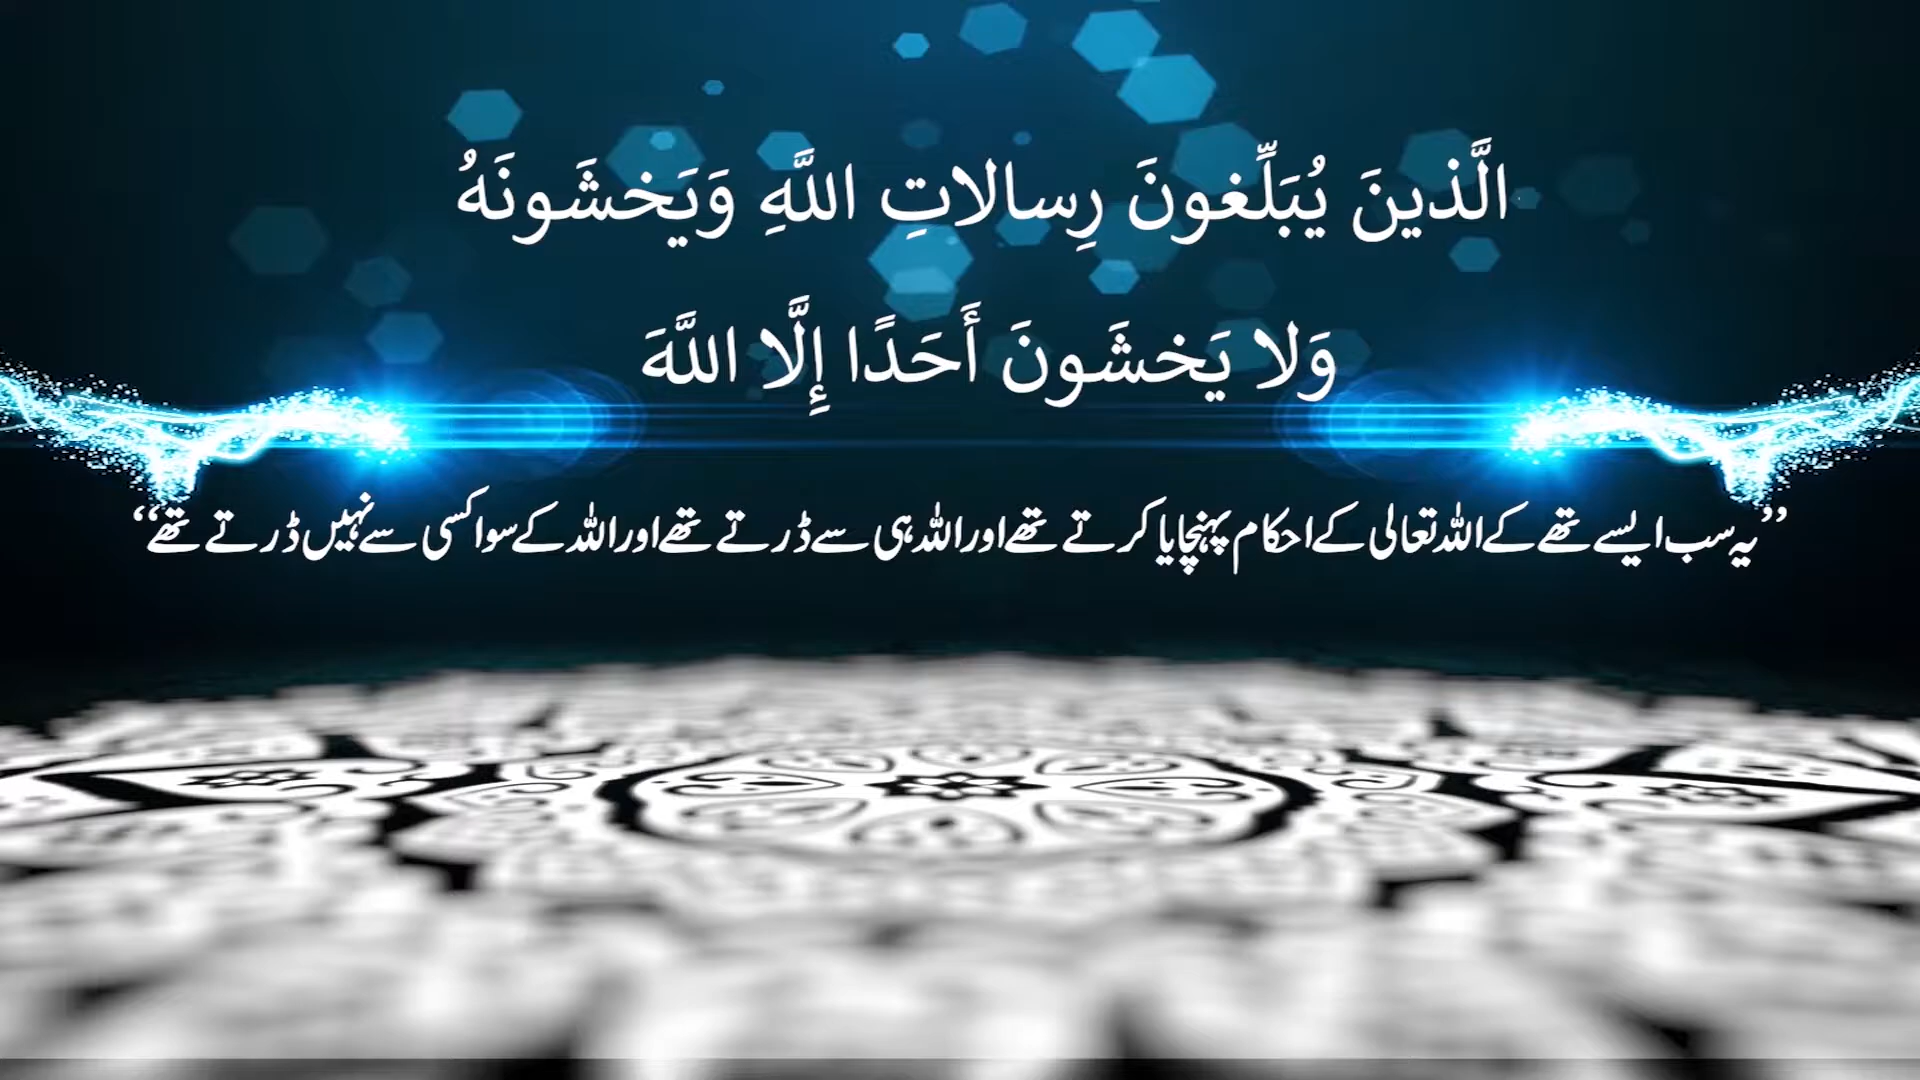 الَّذينَ يُبَلِّغونَ رِسالاتِ اللَّهِ وَيَخشَونَهُ
وَلا يَخشَونَ أَحَدًا إِلَّا اللَّهَ
”یہ سب ایسے تھے کے اللہ تعالی کے احکام پہنچایا کرتے تھے اور اللہ ہی سے ڈرتے تھے اور اللہ کے سوا کسی سے نہیں ڈرتے تھے“